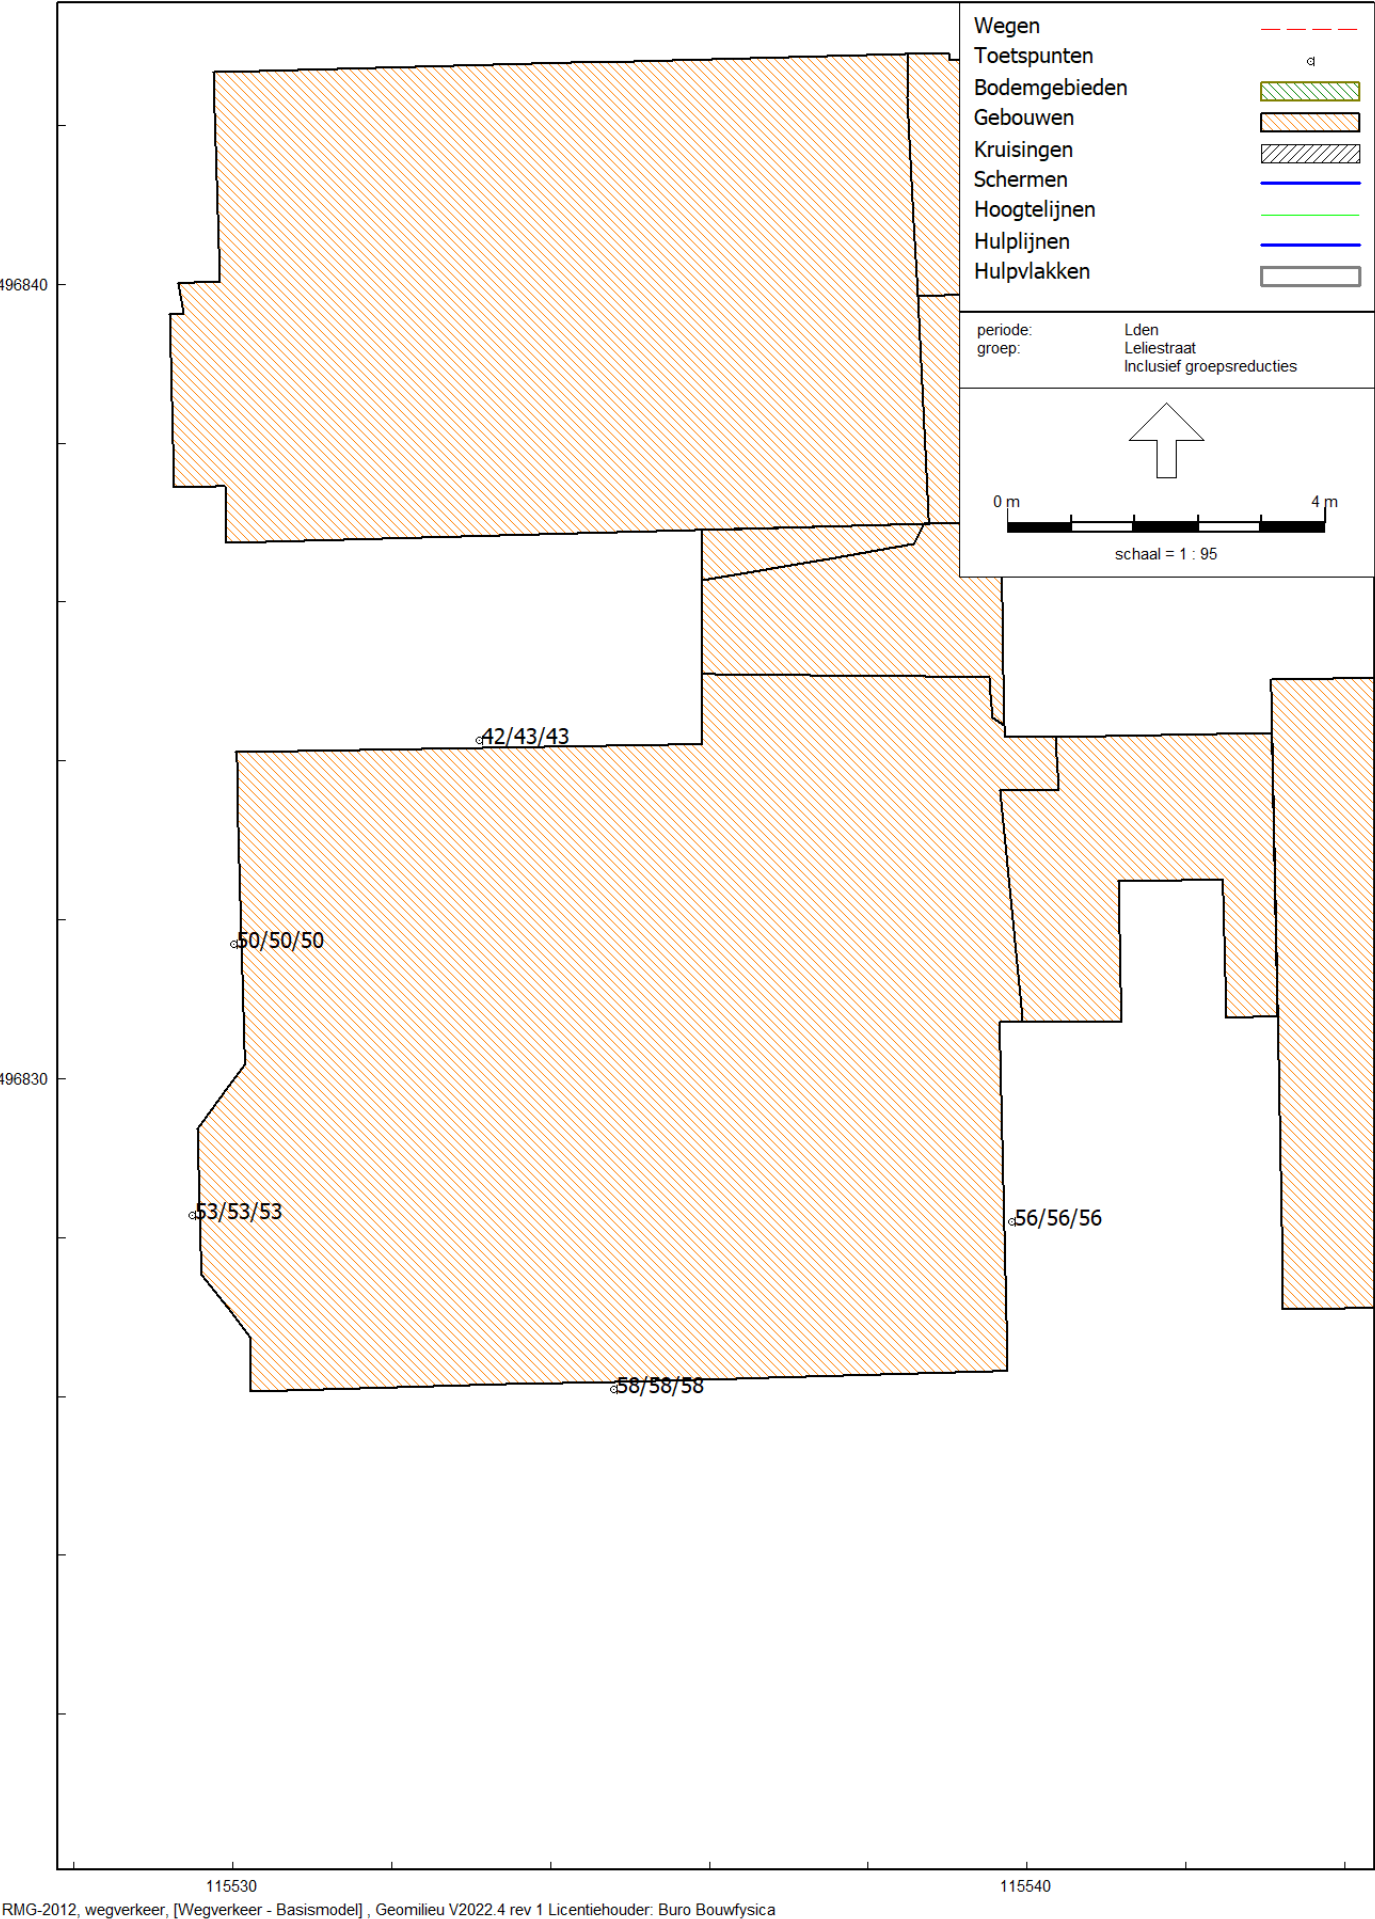 Wegen
Toetspunten
Bodemgebieden
Gebouwen
Kruisingen
Schermen
Hoogtelijnen
Hulplijnen
Hulpvlakken
periode: Lden
groep: Leliestraat
Inclusief groepsreducties
0 m 4 m
schaal = 1 : 95
496840
42/43/43
50/50/50
496830
53/53/53
56/56/56
58/58/58
115530 115540
RMG-2012, wegverkeer, [Wegverkeer - Basismodel] , Geomilieu V2022.4 rev 1 Licentiehouder: Buro Bouwfysica